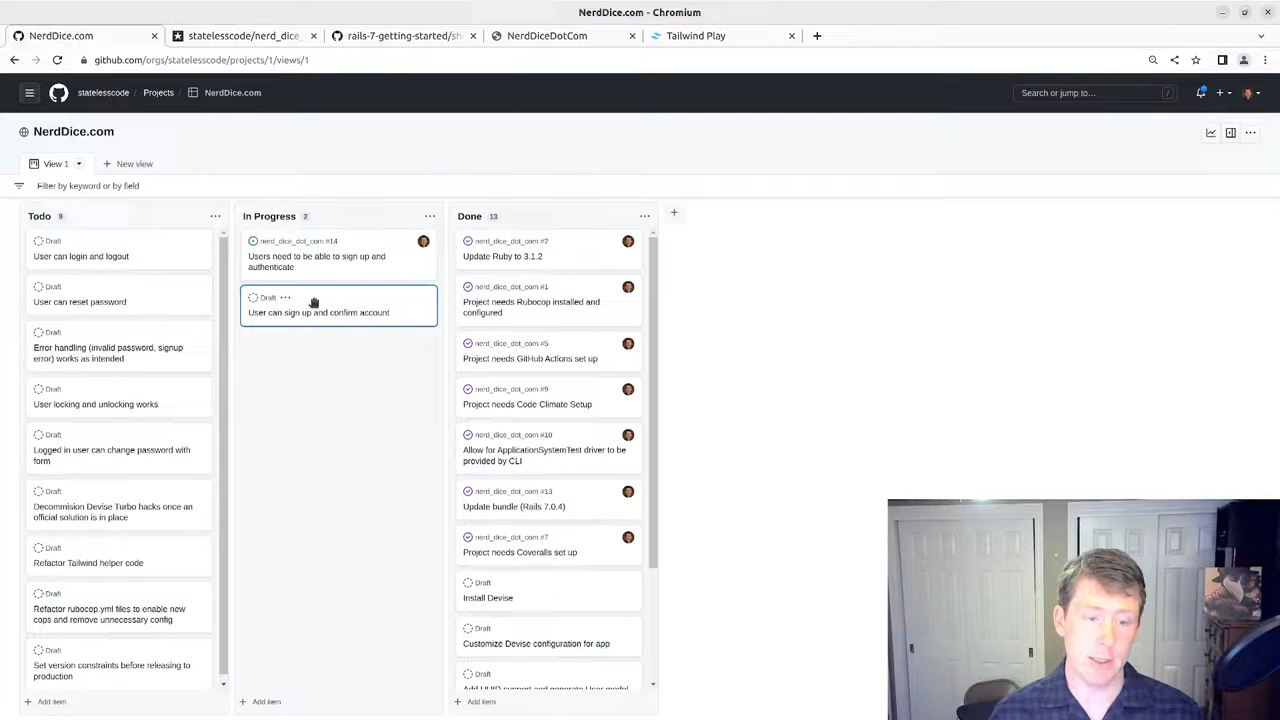 NerdDice.com - Chromium
NerdDice.com
statelesscode/nerd_dice_
rails-7-getting-started/sh
NerdDiceDotCom
Tailwind Play
github.com/orgs/statelesscode/projects/1/views/1
statelesscode / Projects / NerdDice.com
Search or jump to…
/
NerdDice.com
View 1
New view
Filter by keyword or by field
Todo 9
Draft
User can login and logout
Draft
User can reset password
Draft
Error handling (invalid password, signup
error) works as intended
Draft
User locking and unlocking works
Draft
Logged in user can change password with
form
Draft
Decommision Devise Turbo hacks once an
official solution is in place
Draft
Refactor Tailwind helper code
Draft
Refactor rubocop.yml files to enable new
cops and remove unnecessary config
Draft
Set version constraints before releasing to
production
Add item
In Progress 2
nerd_dice_dot_com #14
Users need to be able to sign up and
authenticate
Draft
User can sign up and confirm account
Add item
Done 13
nerd_dice_dot_com #2
Update Ruby to 3.1.2
nerd_dice_dot_com #1
Project needs Rubocop installed and
configured
nerd_dice_dot_com #5
Project needs GitHub Actions set up
nerd_dice_dot_com #9
Project needs Code Climate Setup
nerd_dice_dot_com #10
Allow for ApplicationSystemTest driver to be
provided by CLI
nerd_dice_dot_com #13
Update bundle (Rails 7.0.4)
nerd_dice_dot_com #7
Project needs Coveralls set up
Draft
Install Devise
Draft
Customize Devise configuration for app
Draft
Add UUID support and generate User model
Add item